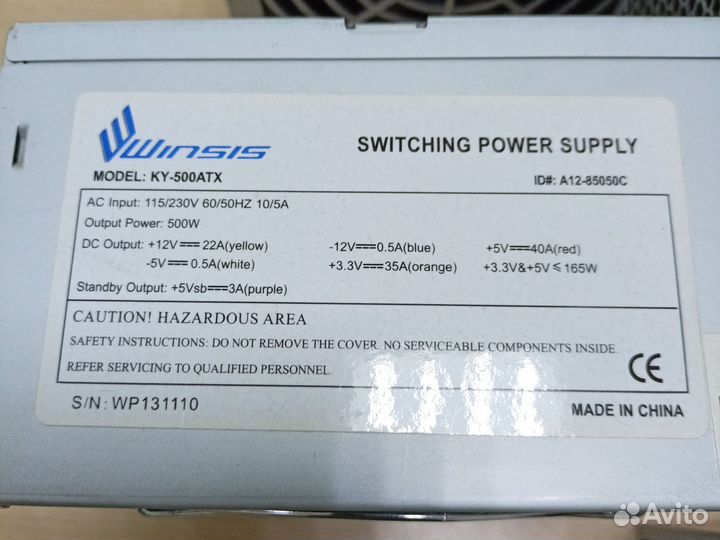 Winsis
SWITCHING POWER SUPPLY
MODEL: KY-500ATX
ID#: A12-85050C
AC Input: 115/230V 60/50HZ 10/5A
Output Power: 500W
DC Output: +12V⎓22A(yellow) -12V⎓0.5A(blue) +5V⎓40A(red)
-5V⎓0.5A(white) +3.3V⎓35A(orange) +3.3V&+5V≤165W
Standby Output: +5Vsb⎓3A(purple)
CAUTION! HAZARDOUS AREA
SAFETY INSTRUCTIONS: DO NOT REMOVE THE COVER. NO SERVICEABLE COMPONENTS INSIDE.
REFER SERVICING TO QUALIFIED PERSONNEL.
CE
S/N: WP131110
MADE IN CHINA
Avito